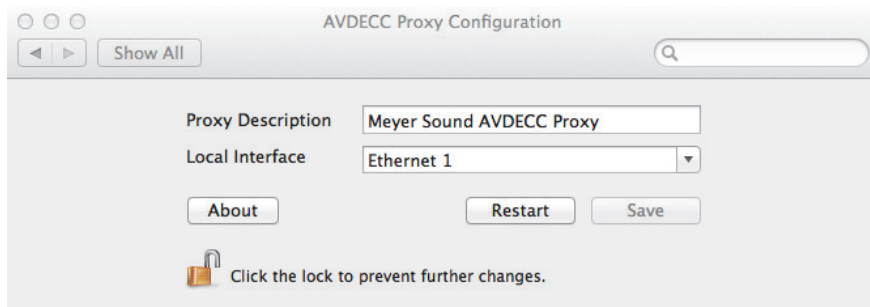 AVDECC Proxy Configuration
Show All
Proxy Description Meyer Sound AVDECC Proxy
Local Interface Ethernet 1
About Restart Save
Click the lock to prevent further changes.